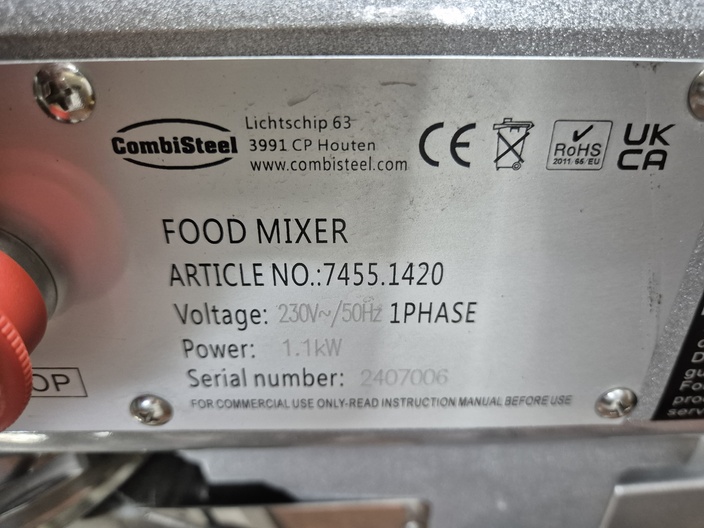 CombiSteel
Lichtschip 63
3991 CP Houten
www.combisteel.com
CE
RoHS
2011 65/EU
UK
CA
FOOD MIXER
ARTICLE NO.:7455.1420
Voltage: 230V~/50Hz 1PHASE
Power: 1.1kW
Serial number: 2407006
FOR COMMERCIAL USE ONLY-READ INSTRUCTION MANUAL BEFORE USE
OP